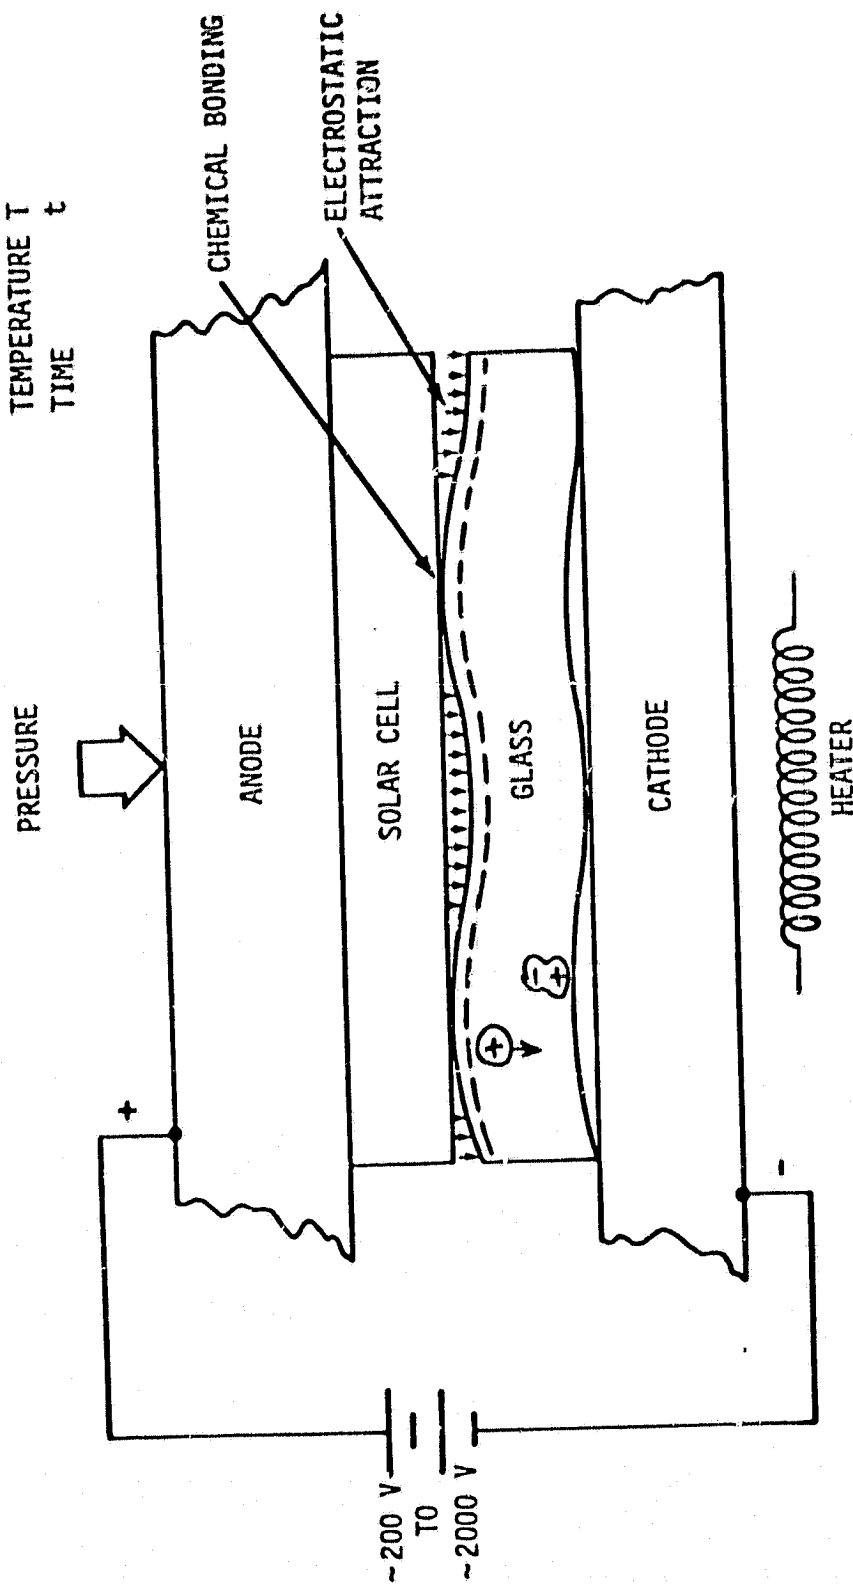 TEMPERATURE T
TIME t
PRESSURE
CHEMICAL BONDING
ELECTROSTATIC
ATTRACTION
+
ANODE
SOLAR CELL
GLASS
+
-
+
CATHODE
-
~200 V
TO
~2000 V
HEATER